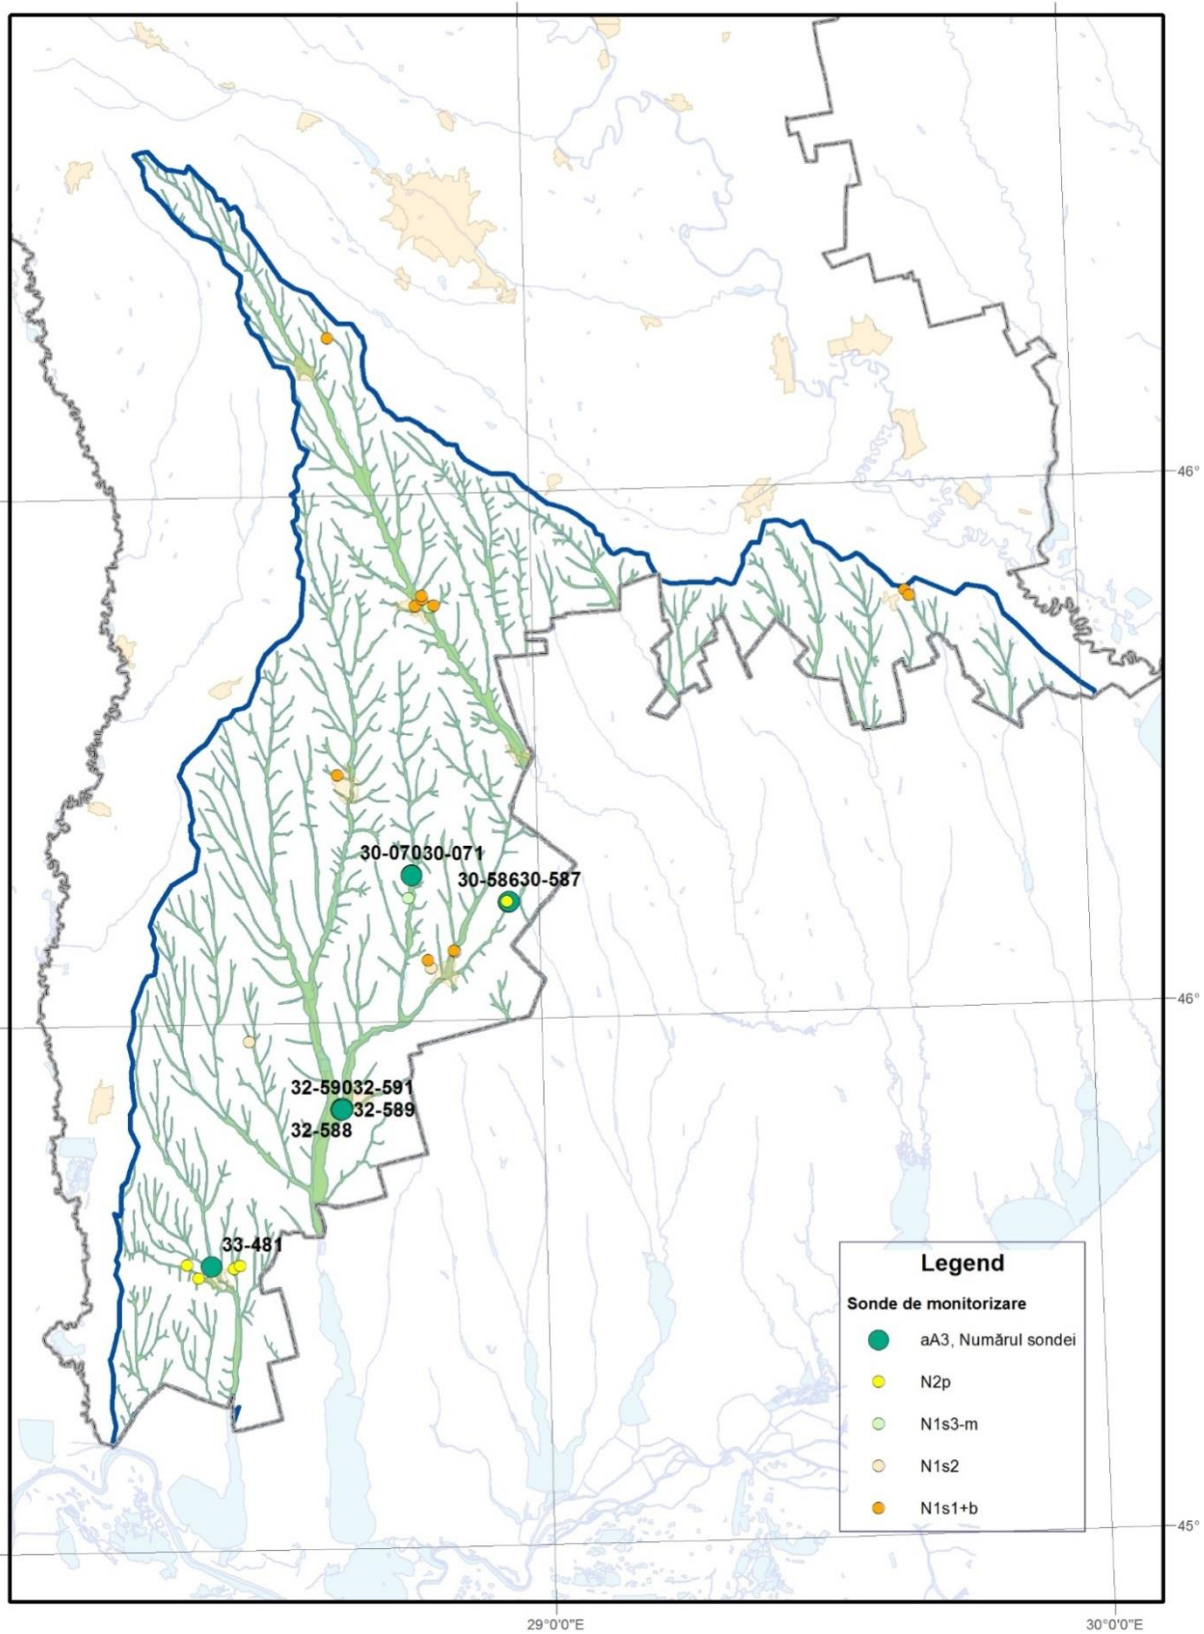 46°
30-07030-071
30-58630-587
46°
32-59032-591
32-589
32-588
33-481
Legend
Sonde de monitorizare
aA3, Numărul sondei
N2p
N1s3-m
N1s2
N1s1+b
45°
29°0'0"E
30°0'0"E